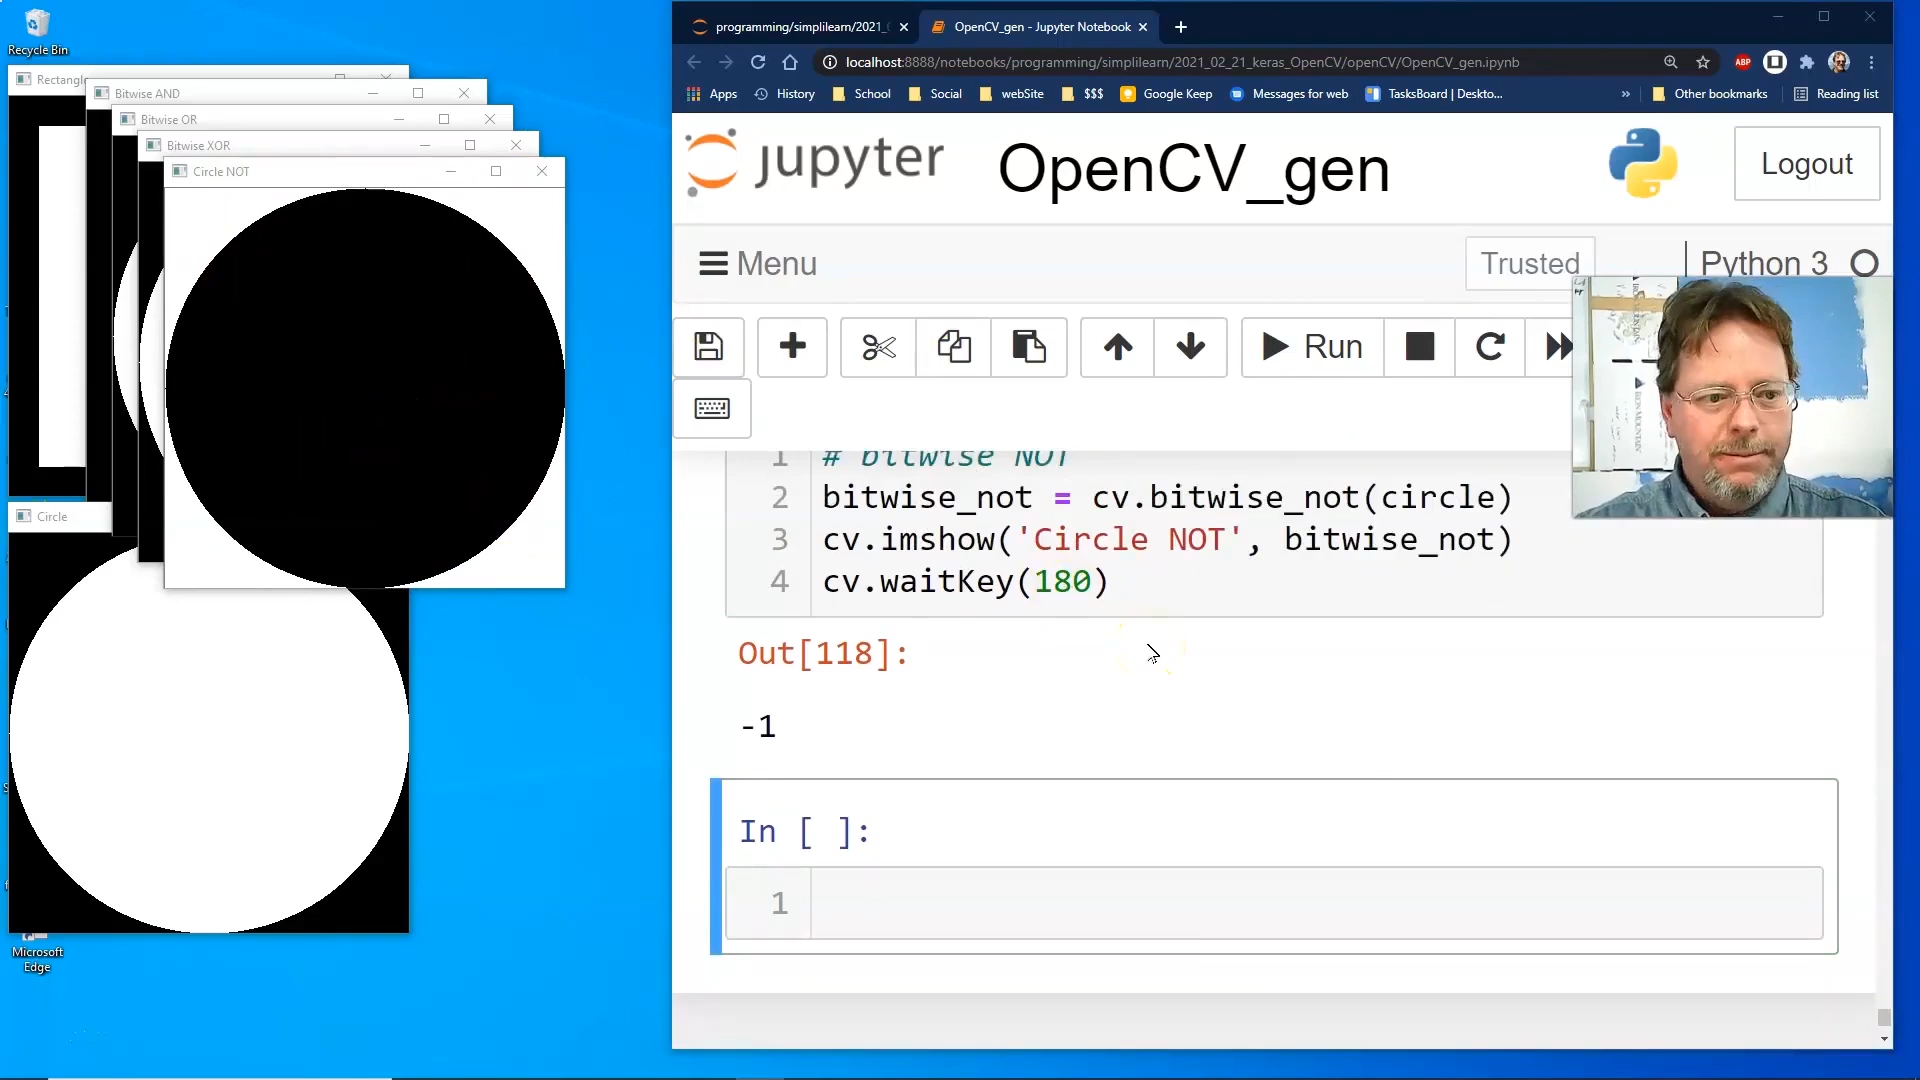 Recycle Bin
Rectangle
Bitwise AND
Bitwise OR
Bitwise XOR
Circle NOT
Circle
Microsoft
Edge
programming/simplilearn/2021_
OpenCV_gen - Jupyter Notebook
localhost:8888/notebooks/programming/simplilearn/2021_02_21_keras_OpenCV/openCV/OpenCV_gen.ipynb
ABP
Apps History School Social webSite $$$ Google Keep Messages for web TasksBoard | Deskto... » Other bookmarks Reading list
jupyter OpenCV_gen Logout
Menu Trusted Python 3
Run
1 # bitwise NOT
2 bitwise_not = cv.bitwise_not(circle)
3 cv.imshow('Circle NOT', bitwise_not)
4 cv.waitKey(180)
Out[118]:
-1
In [ ]:
1